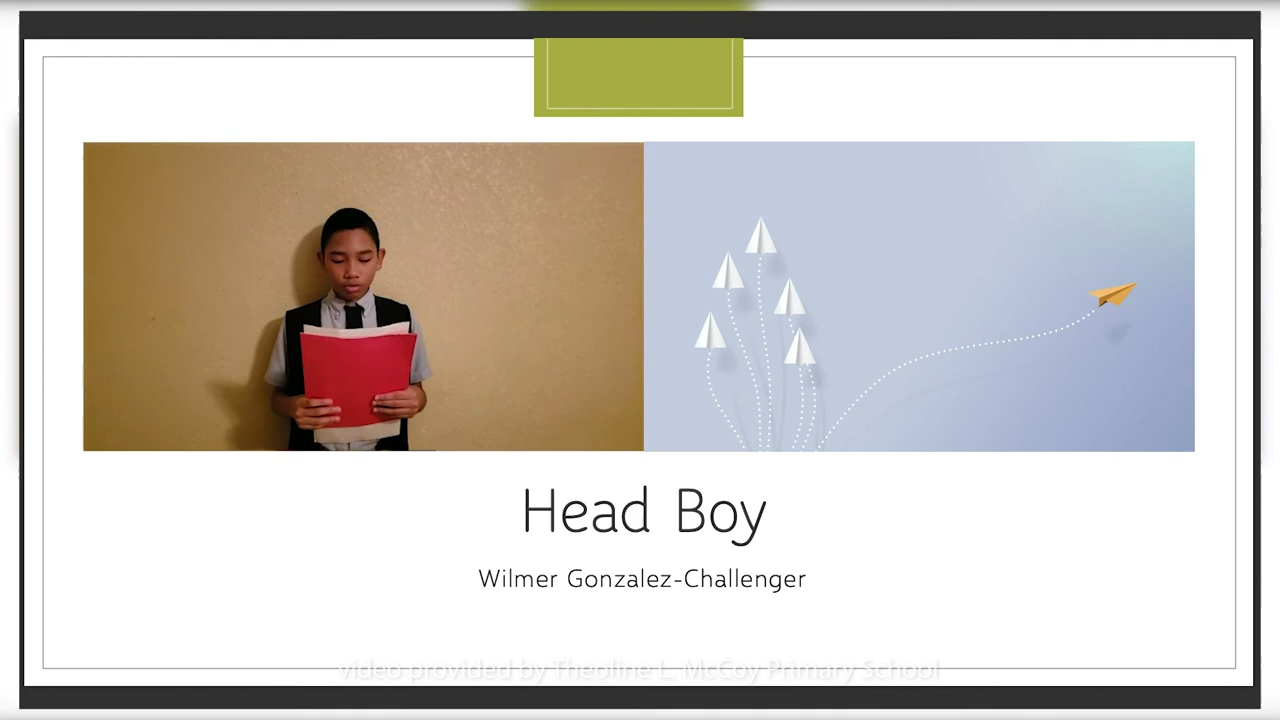 Head Boy
Wilmer Gonzalez-Challenger
video provided by Theoline L. McCoy Primary School